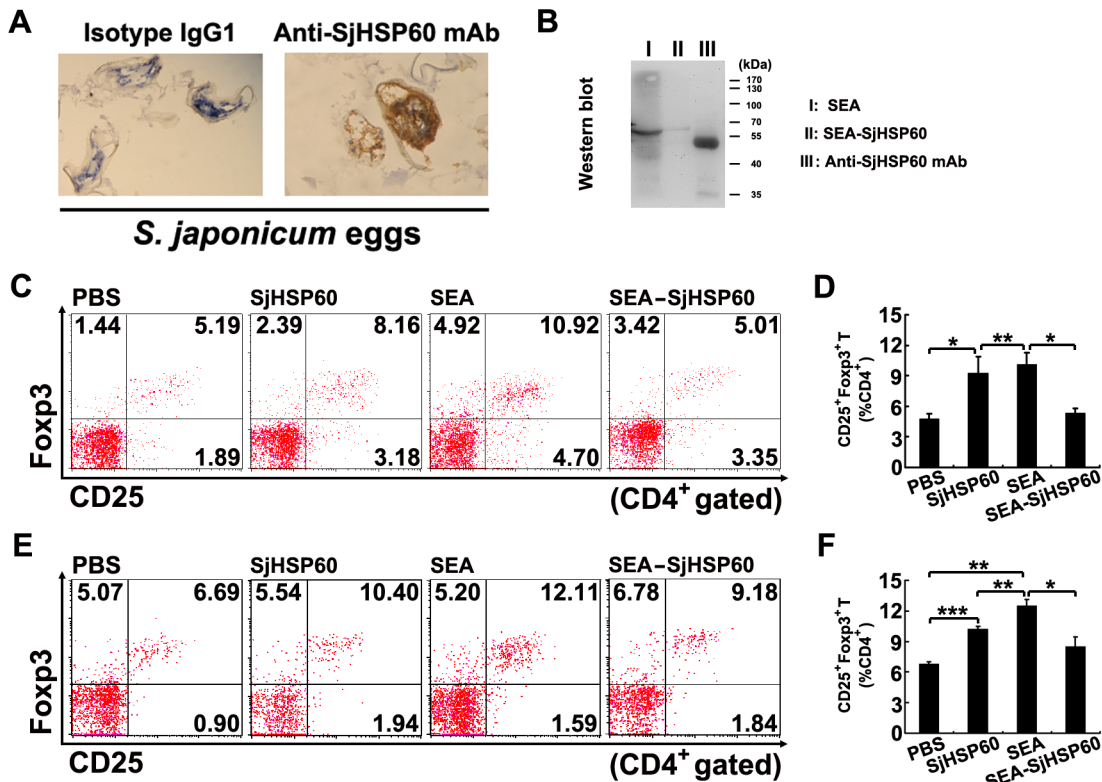 A
Isotype IgG1 Anti-SjHSP60 mAb
S. japonicum eggs
B
I II III
(kDa)
170
130
100
70
55
40
35
Western blot
I: SEA
II: SEA-SjHSP60
III: Anti-SjHSP60 mAb
C
PBS SjHSP60 SEA SEA-SjHSP60
1.44 5.19 2.39 8.16 4.92 10.92 3.42 5.01
Foxp3
1.89 3.18 4.70 3.35
CD25 (CD4+ gated)
D
15
12
9
6
3
0
CD25+Foxp3+ T
(%CD4+)
* ** *
PBS
SjHSP60
SEA
SEA-SjHSP60
E
PBS SjHSP60 SEA SEA-SjHSP60
5.07 6.69 5.54 10.40 5.20 12.11 6.78 9.18
Foxp3
0.90 1.94 1.59 1.84
CD25 (CD4+ gated)
F
15
12
9
6
3
0
CD25+Foxp3+ T
(%CD4+)
**
*** ** *
PBS
SjHSP60
SEA
SEA-SjHSP60